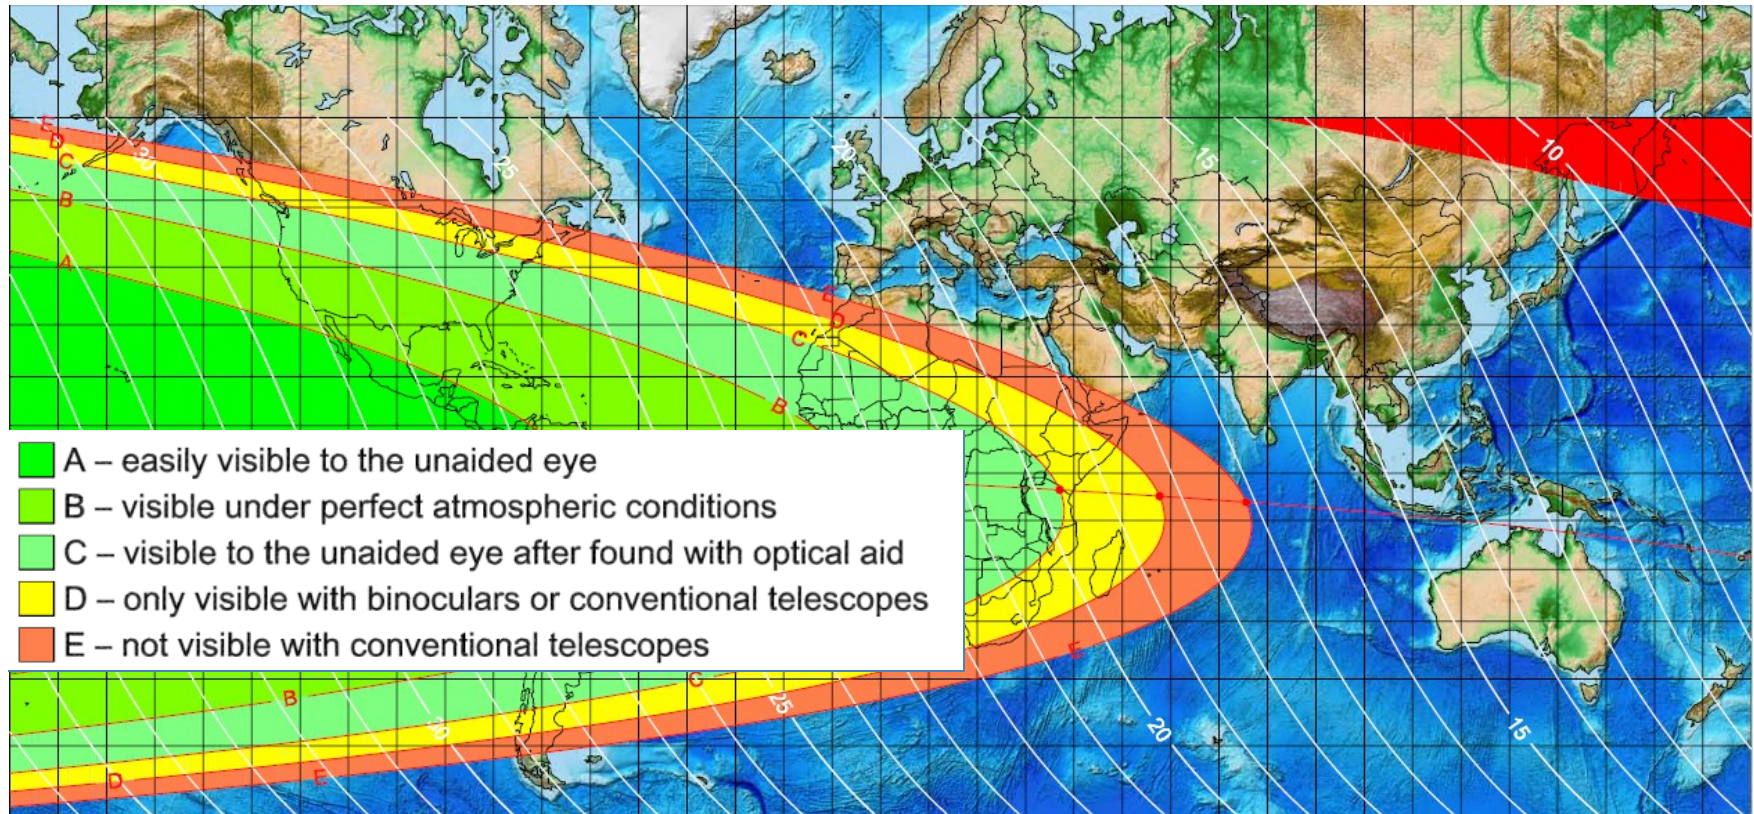 E
D
C
B
A
30
25
20
15
10
E
D
C
B
A – easily visible to the unaided eye
B – visible under perfect atmospheric conditions
C – visible to the unaided eye after found with optical aid
D – only visible with binoculars or conventional telescopes
E – not visible with conventional telescopes
E
C
B
D
E
20
25
20
15